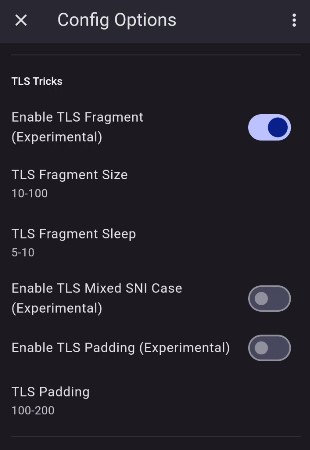 Config Options
TLS Tricks
Enable TLS Fragment
(Experimental)
TLS Fragment Size
10-100
TLS Fragment Sleep
5-10
Enable TLS Mixed SNI Case
(Experimental)
Enable TLS Padding (Experimental)
TLS Padding
100-200